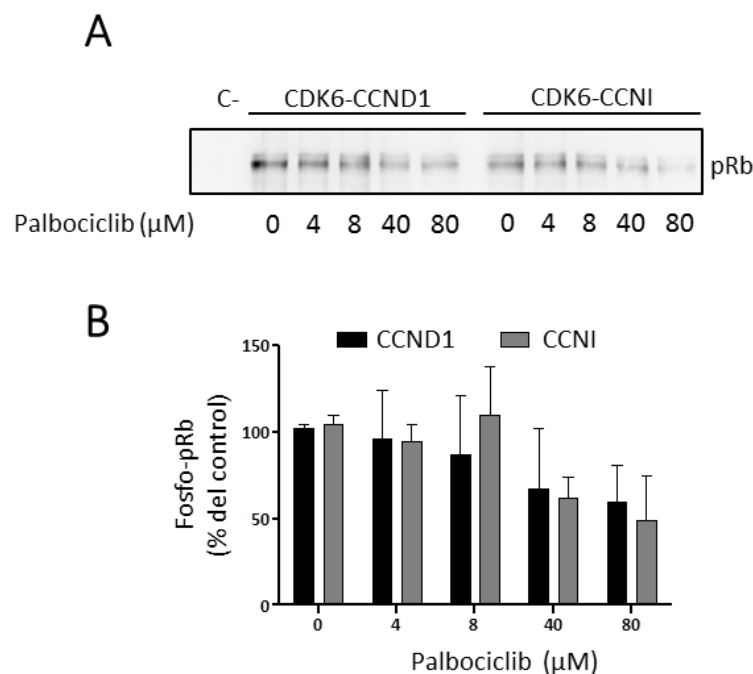 A
C- CDK6-CCND1 CDK6-CCNI
pRb
Palbociclib (µM) 0 4 8 40 80 0 4 8 40 80
B
CCND1 CCNI
150
100
50
0
Fosfo-pRb
(% del control)
0 4 8 40 80
Palbociclib (µM)